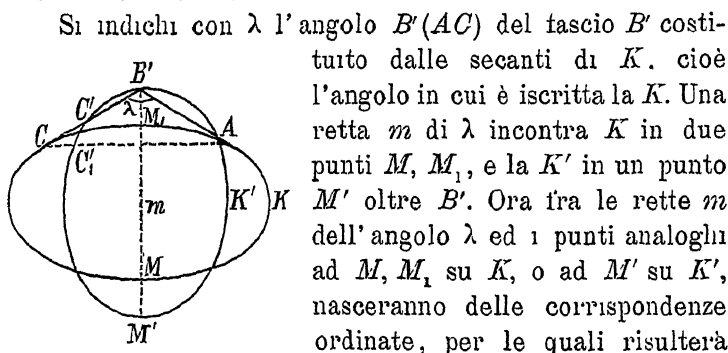 Si indichi con λ l'angolo B'(AC) del fascio B' costi-
tuito dalle secanti di K. cioè
l'angolo in cui è iscritta la K. Una
retta m di λ incontra K in due
punti M, M₁, e la K' in un punto
M' oltre B'. Ora fra le rette m
dell'angolo λ ed i punti analoghi
ad M, M₁ su K, o ad M' su K',
nasceranno delle corrispondenze
ordinate, per le quali risulterà
B'
C' λ M₁
C A
C'₁
m K' K
M
M'